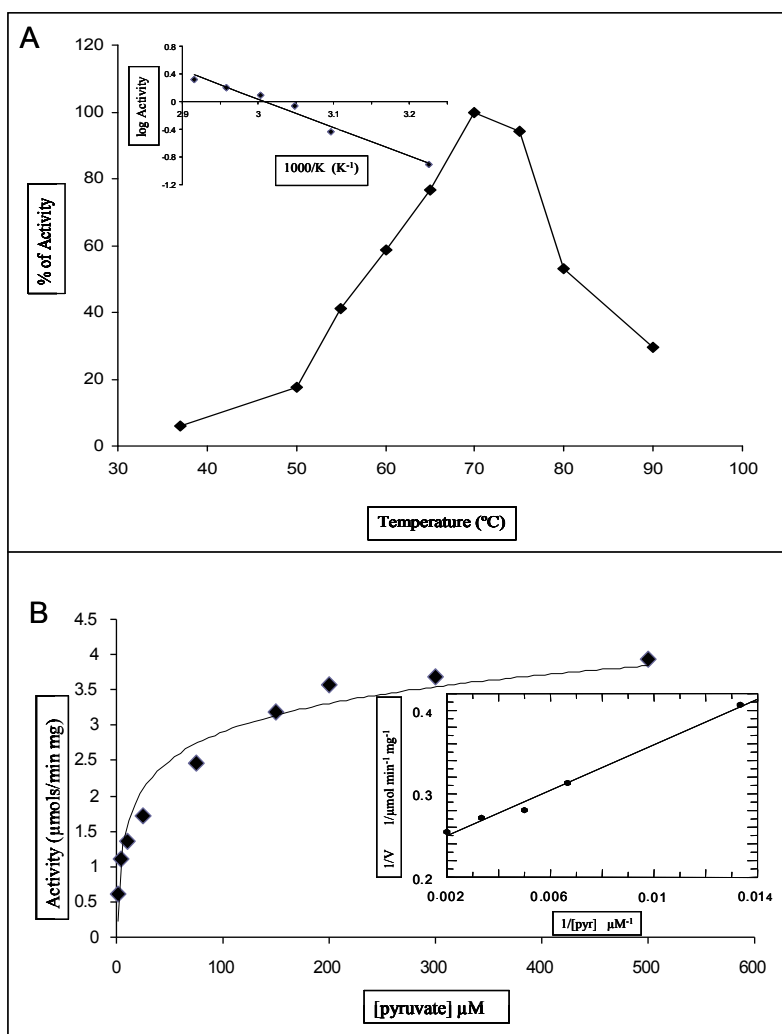 A
120
100
80
60
40
20
0
30 40 50 60 70 80 90 100
% of Activity
Temperature (ºC)
0.8
0.4
0
-0.4
-0.8
-1.2
2.9 3 3.1 3.2
log Activity
1000/K (K-1)
B
4.5
4
3.5
3
2.5
2
1.5
1
0.5
0
0 100 200 300 400 500 600
Activity (µmols/min mg)
[pyruvate] µM
0.4
0.3
0.2
0.002 0.006 0.01 0.014
1/V 1/µmol min-1 mg-1
1/[pyr] µM-1